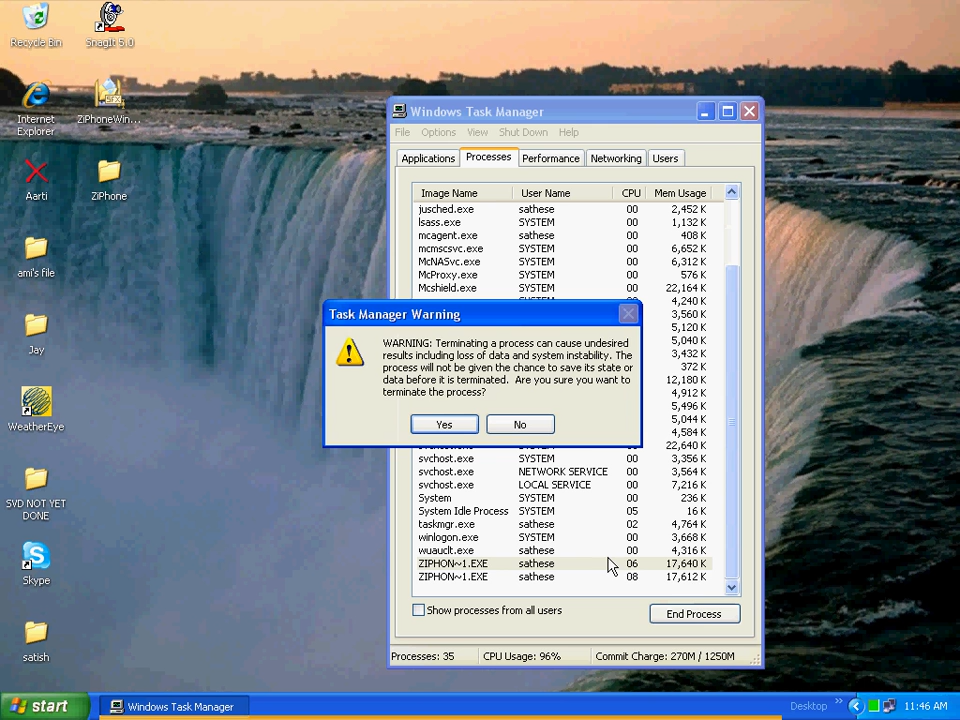 Recycle Bin
SnagIt 5.0
Internet
Explorer
ZiPhoneWin...
Aarti
ZiPhone
ami's file
Jay
WeatherEye
SVD NOT YET
DONE
Skype
satish
Windows Task Manager
File Options View Shut Down Help
Applications Processes Performance Networking Users
Image Name User Name CPU Mem Usage
jusched.exe sathese 00 2,452 K
lsass.exe SYSTEM 00 1,132 K
mcagent.exe sathese 00 408 K
mcmscsvc.exe SYSTEM 00 6,652 K
McNASvc.exe SYSTEM 00 6,312 K
McProxy.exe SYSTEM 00 576 K
Mcshield.exe SYSTEM 00 22,164 K
4,240 K
3,560 K
5,120 K
5,040 K
3,432 K
372 K
12,180 K
4,912 K
5,496 K
5,044 K
4,584 K
22,640 K
svchost.exe SYSTEM 00 3,356 K
svchost.exe NETWORK SERVICE 00 3,564 K
svchost.exe LOCAL SERVICE 00 7,216 K
System SYSTEM 00 236 K
System Idle Process SYSTEM 05 16 K
taskmgr.exe sathese 02 4,764 K
winlogon.exe SYSTEM 00 3,668 K
wuauclt.exe sathese 00 4,316 K
ZIPHON~1.EXE sathese 06 17,640 K
ZIPHON~1.EXE sathese 08 17,612 K
Show processes from all users
End Process
Processes: 35 CPU Usage: 96% Commit Charge: 270M / 1250M
Task Manager Warning
WARNING: Terminating a process can cause undesired
results including loss of data and system instability. The
process will not be given the chance to save its state or
data before it is terminated. Are you sure you want to
terminate the process?
Yes No
start Windows Task Manager Desktop » 11:46 AM